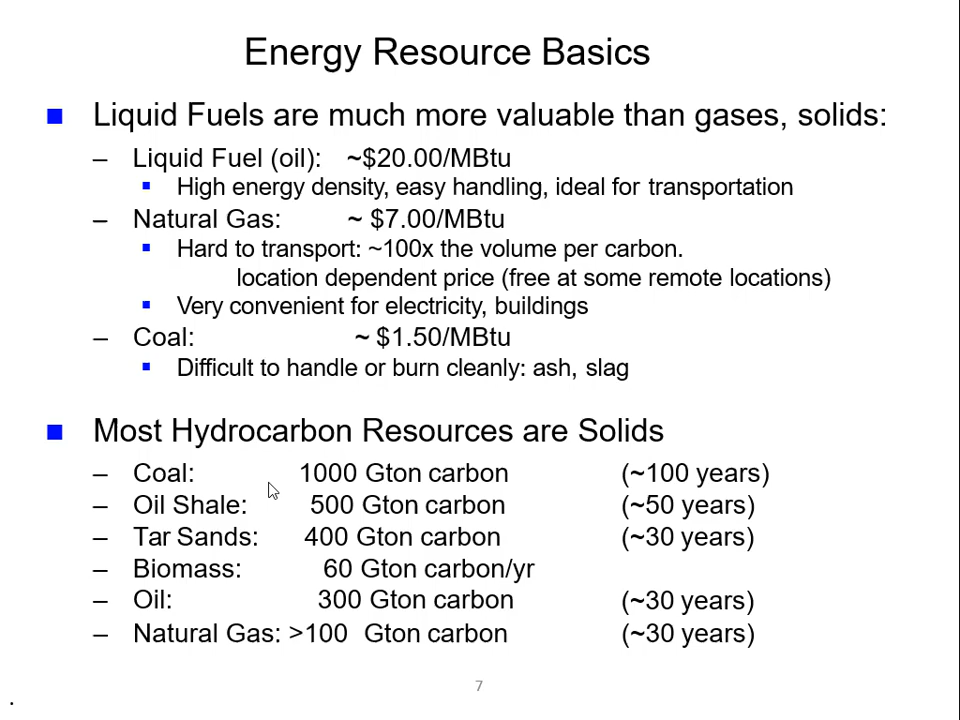 Energy Resource Basics
Liquid Fuels are much more valuable than gases, solids:
– Liquid Fuel (oil): ~$20.00/MBtu
High energy density, easy handling, ideal for transportation
– Natural Gas: ~ $7.00/MBtu
Hard to transport: ~100x the volume per carbon.
location dependent price (free at some remote locations)
Very convenient for electricity, buildings
– Coal: ~ $1.50/MBtu
Difficult to handle or burn cleanly: ash, slag
Most Hydrocarbon Resources are Solids
– Coal: 1000 Gton carbon (~100 years)
– Oil Shale: 500 Gton carbon (~50 years)
– Tar Sands: 400 Gton carbon (~30 years)
– Biomass: 60 Gton carbon/yr
– Oil: 300 Gton carbon (~30 years)
– Natural Gas: >100 Gton carbon (~30 years)
7
.